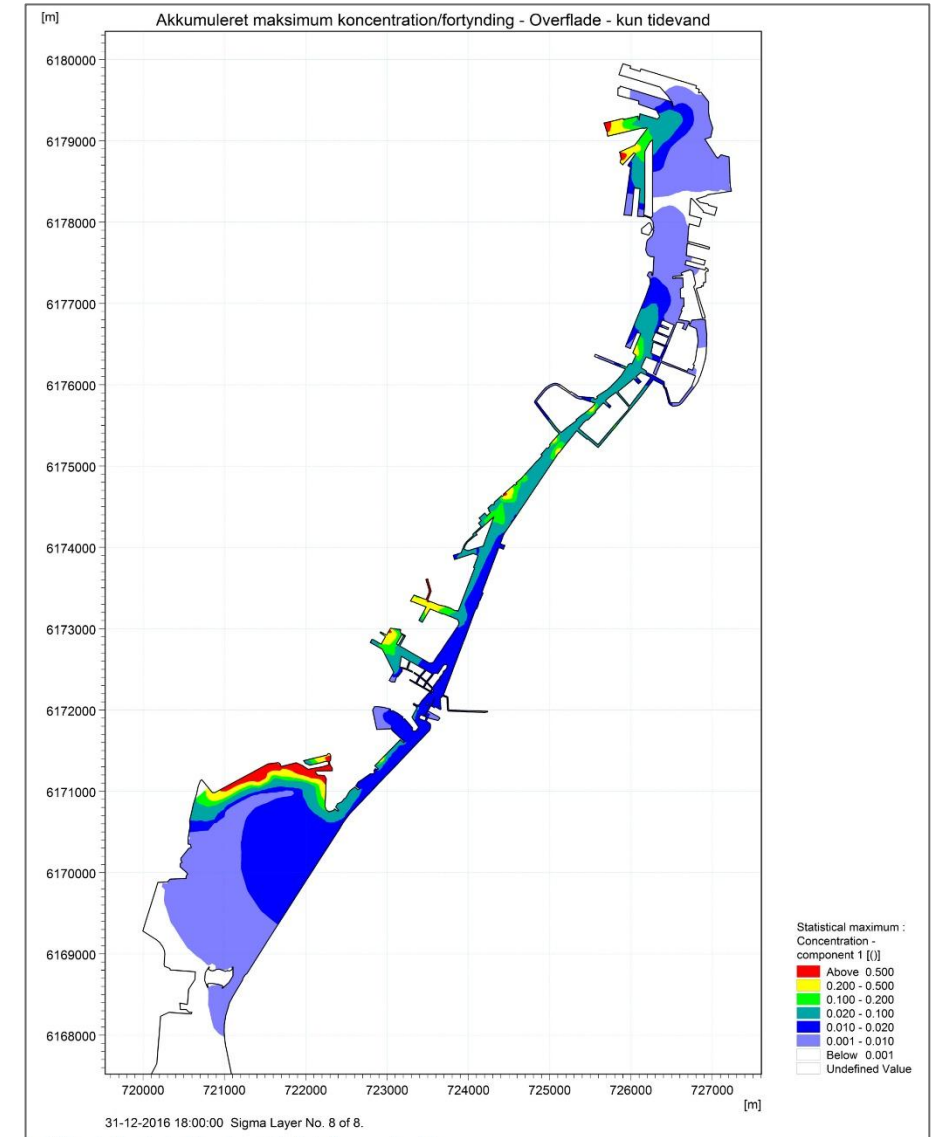 [m]
Akkumuleret maksimum koncentration/fortynding - Overflade - kun tidevand
6180000
6179000
6178000
6177000
6176000
6175000
6174000
6173000
6172000
6171000
6170000
6169000
6168000
Statistical maximum :
Concentration -
component 1 [()]
Above 0.500
0.200 - 0.500
0.100 - 0.200
0.020 - 0.100
0.010 - 0.020
0.001 - 0.010
Below 0.001
Undefined Value
720000 721000 722000 723000 724000 725000 726000 727000
[m]
31-12-2016 18:00:00 Sigma Layer No. 8 of 8.